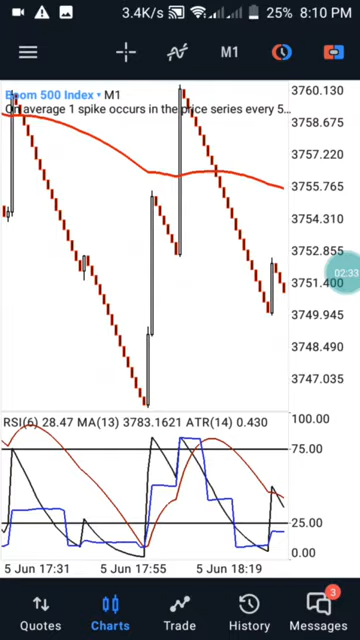 3.4K/s 25% 8:10 PM
M1
Boom 500 Index M1
On average 1 spike occurs in the price series every 5...
3760.130
3758.675
3757.220
3755.765
3754.310
3752.855
3751.400
02:33
3749.945
3748.490
3747.035
RSI(6) 28.47 MA(13) 3783.1621 ATR(14) 0.430
100.00
75.00
25.00
0.00
5 Jun 17:31 5 Jun 17:55 5 Jun 18:19
3
Quotes Charts Trade History Messages